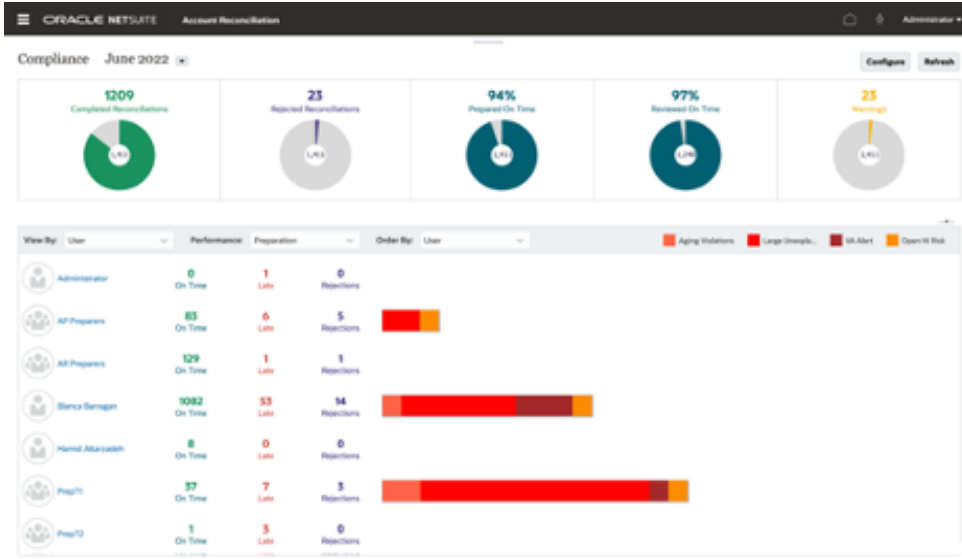 ORACLE NETSUITE Account Reconciliation Administrator
Compliance June 2022 Configure Refresh
1209 23 94% 97% 23
Completed Reconciliations Rejected Reconciliations Prepared On Time Reviewed On Time Warnings
View By: User Performance: Preparation Order By: User Aging Violations Large Unexple... VA Alert Open Hi Risk
Administrator 0 On Time 1 Late 0 Rejections
AP Preparers 83 On Time 6 Late 5 Rejections
AR Preparers 129 On Time 1 Late 1 Rejections
Blanca Barragan 1082 On Time 53 Late 14 Rejections
Hamid 8 On Time 0 Late 0 Rejections
PrepT1 37 On Time 7 Late 3 Rejections
PrepT2 1 On Time 3 Late 0 Rejections